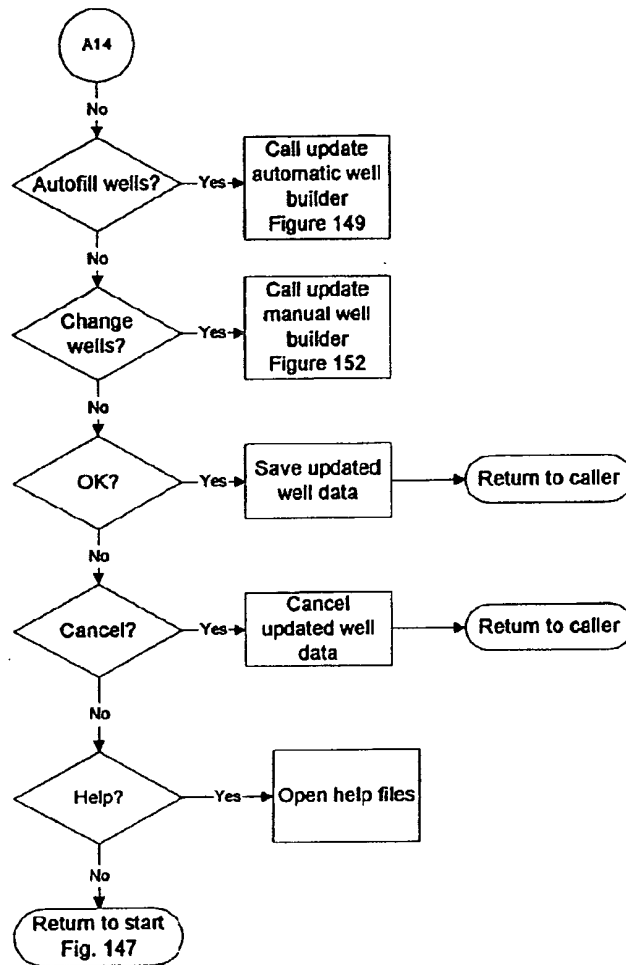 A14
No
Autofill wells?
Yes
Call update
automatic well
builder
Figure 149
No
Change
wells?
Yes
Call update
manual well
builder
Figure 152
No
OK?
Yes
Save updated
well data
Return to caller
No
Cancel?
Yes
Cancel
updated well
data
Return to caller
No
Help?
Yes
Open help files
No
Return to start
Fig. 147